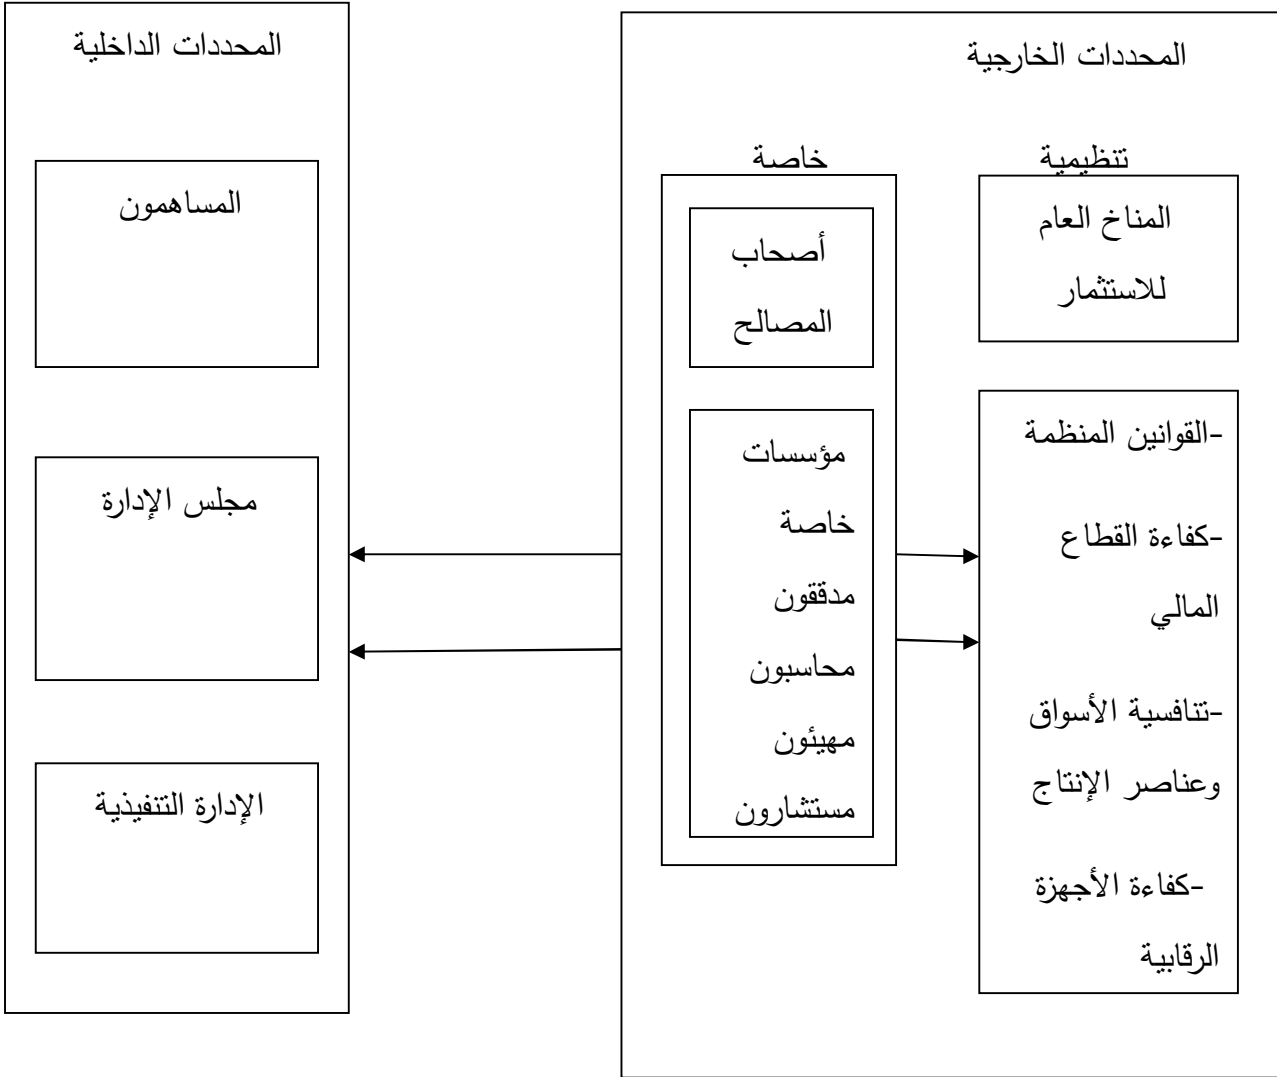 المحددات الخارجية
تنظيمية
المناخ العام
للاستثمار
-القوانين المنظمة
-كفاءة القطاع
المالي
-تنافسية الأسواق
وعناصر الإنتاج
-كفاءة الأجهزة
الرقابية
خاصة
أصحاب
المصالح
مؤسسات
خاصة
مدققون
محاسبون
مهيئون
مستشارون
المحددات الداخلية
المساهمون
مجلس الإدارة
الإدارة التنفيذية